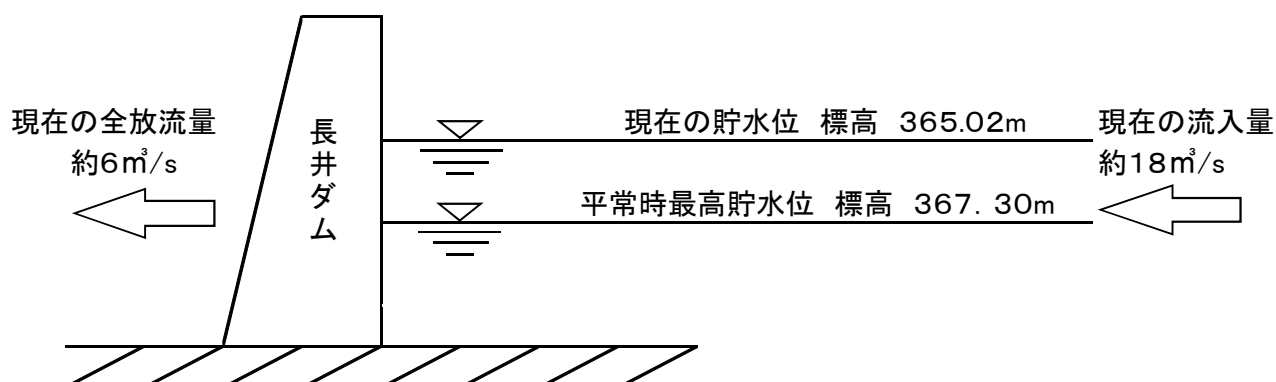 現在の全放流量
約6㎥/s
長井ダム
現在の貯水位 標高 365.02m
平常時最高貯水位 標高 367. 30m
現在の流入量
約18㎥/s